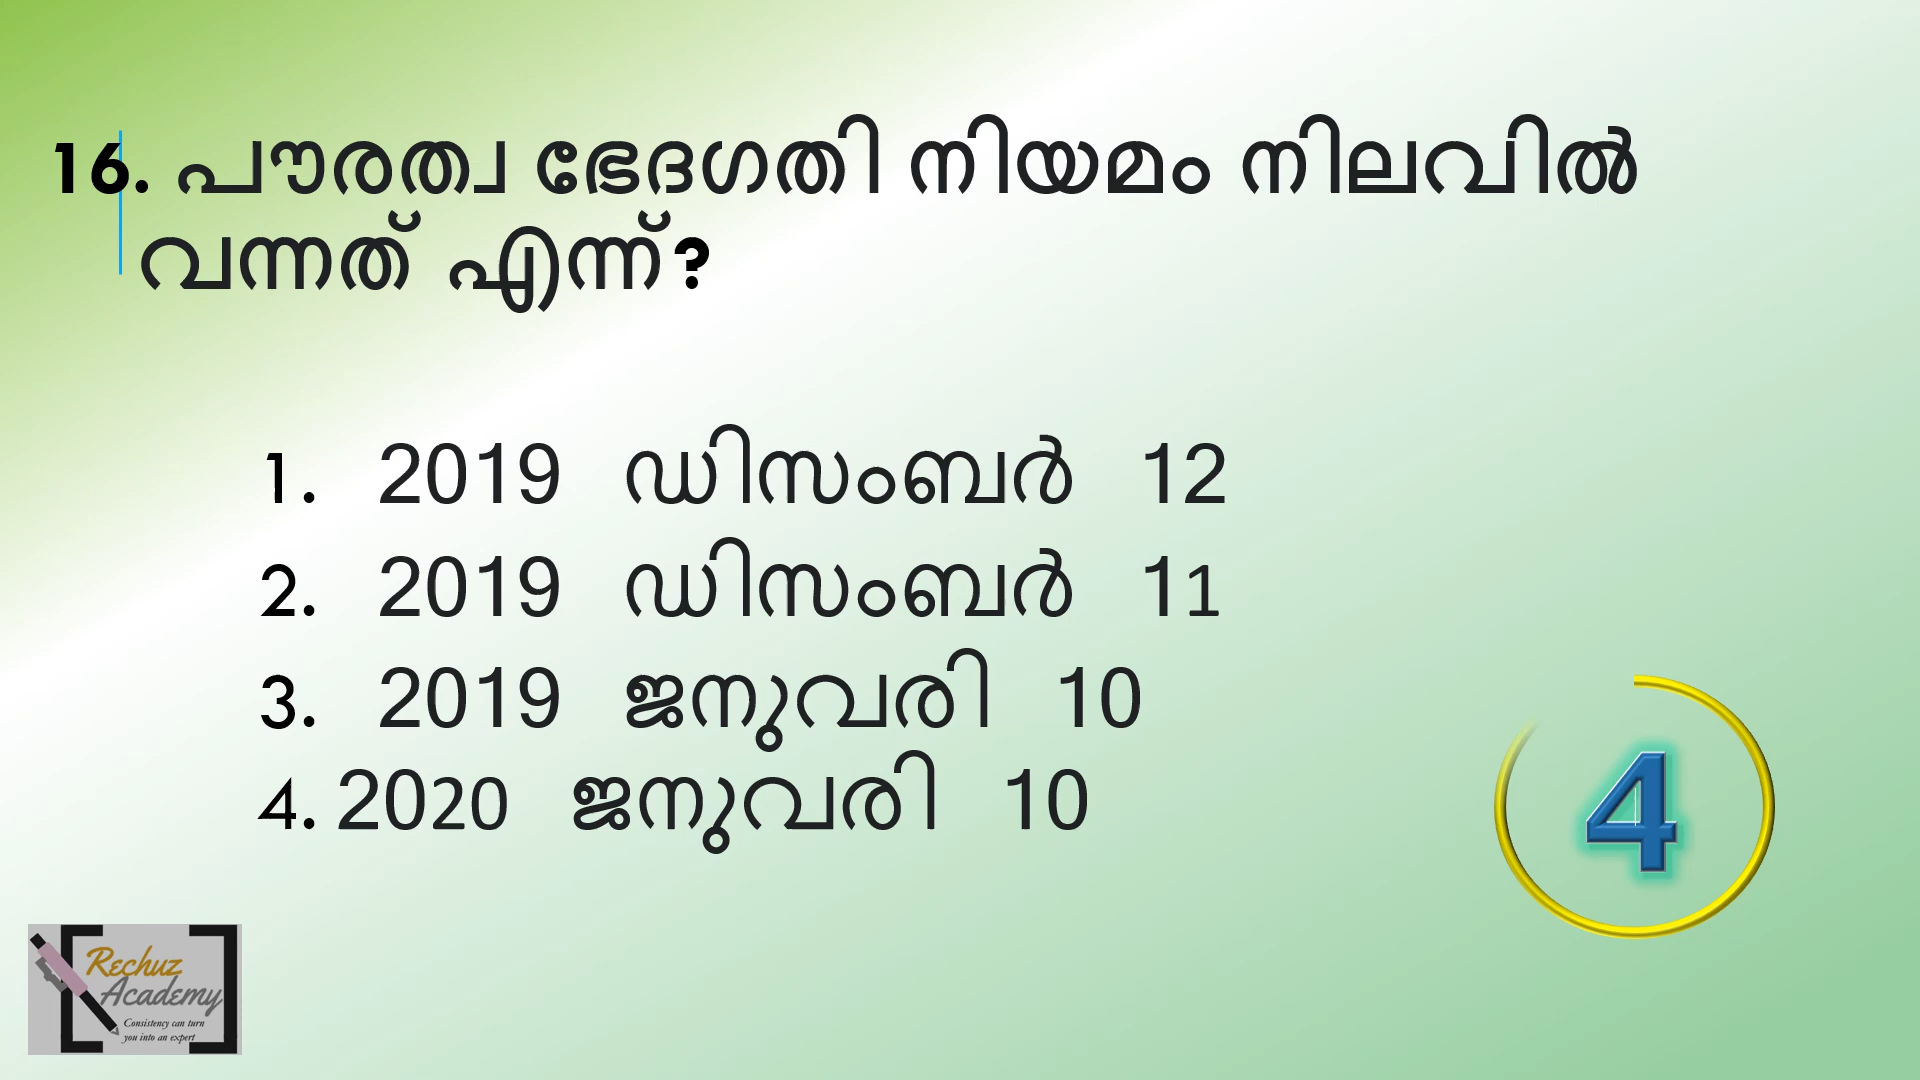 16. പൗരത്വ ഭേദഗതി നിയമം നിലവിൽ
വന്നത് എന്ന്?
1. 2019 ഡിസംബർ 12
2. 2019 ഡിസംബർ 11
3. 2019 ജനുവരി 10
4. 2020 ജനുവരി 10
4
Rechuz
Academy
Consistency can turn
you into an expert